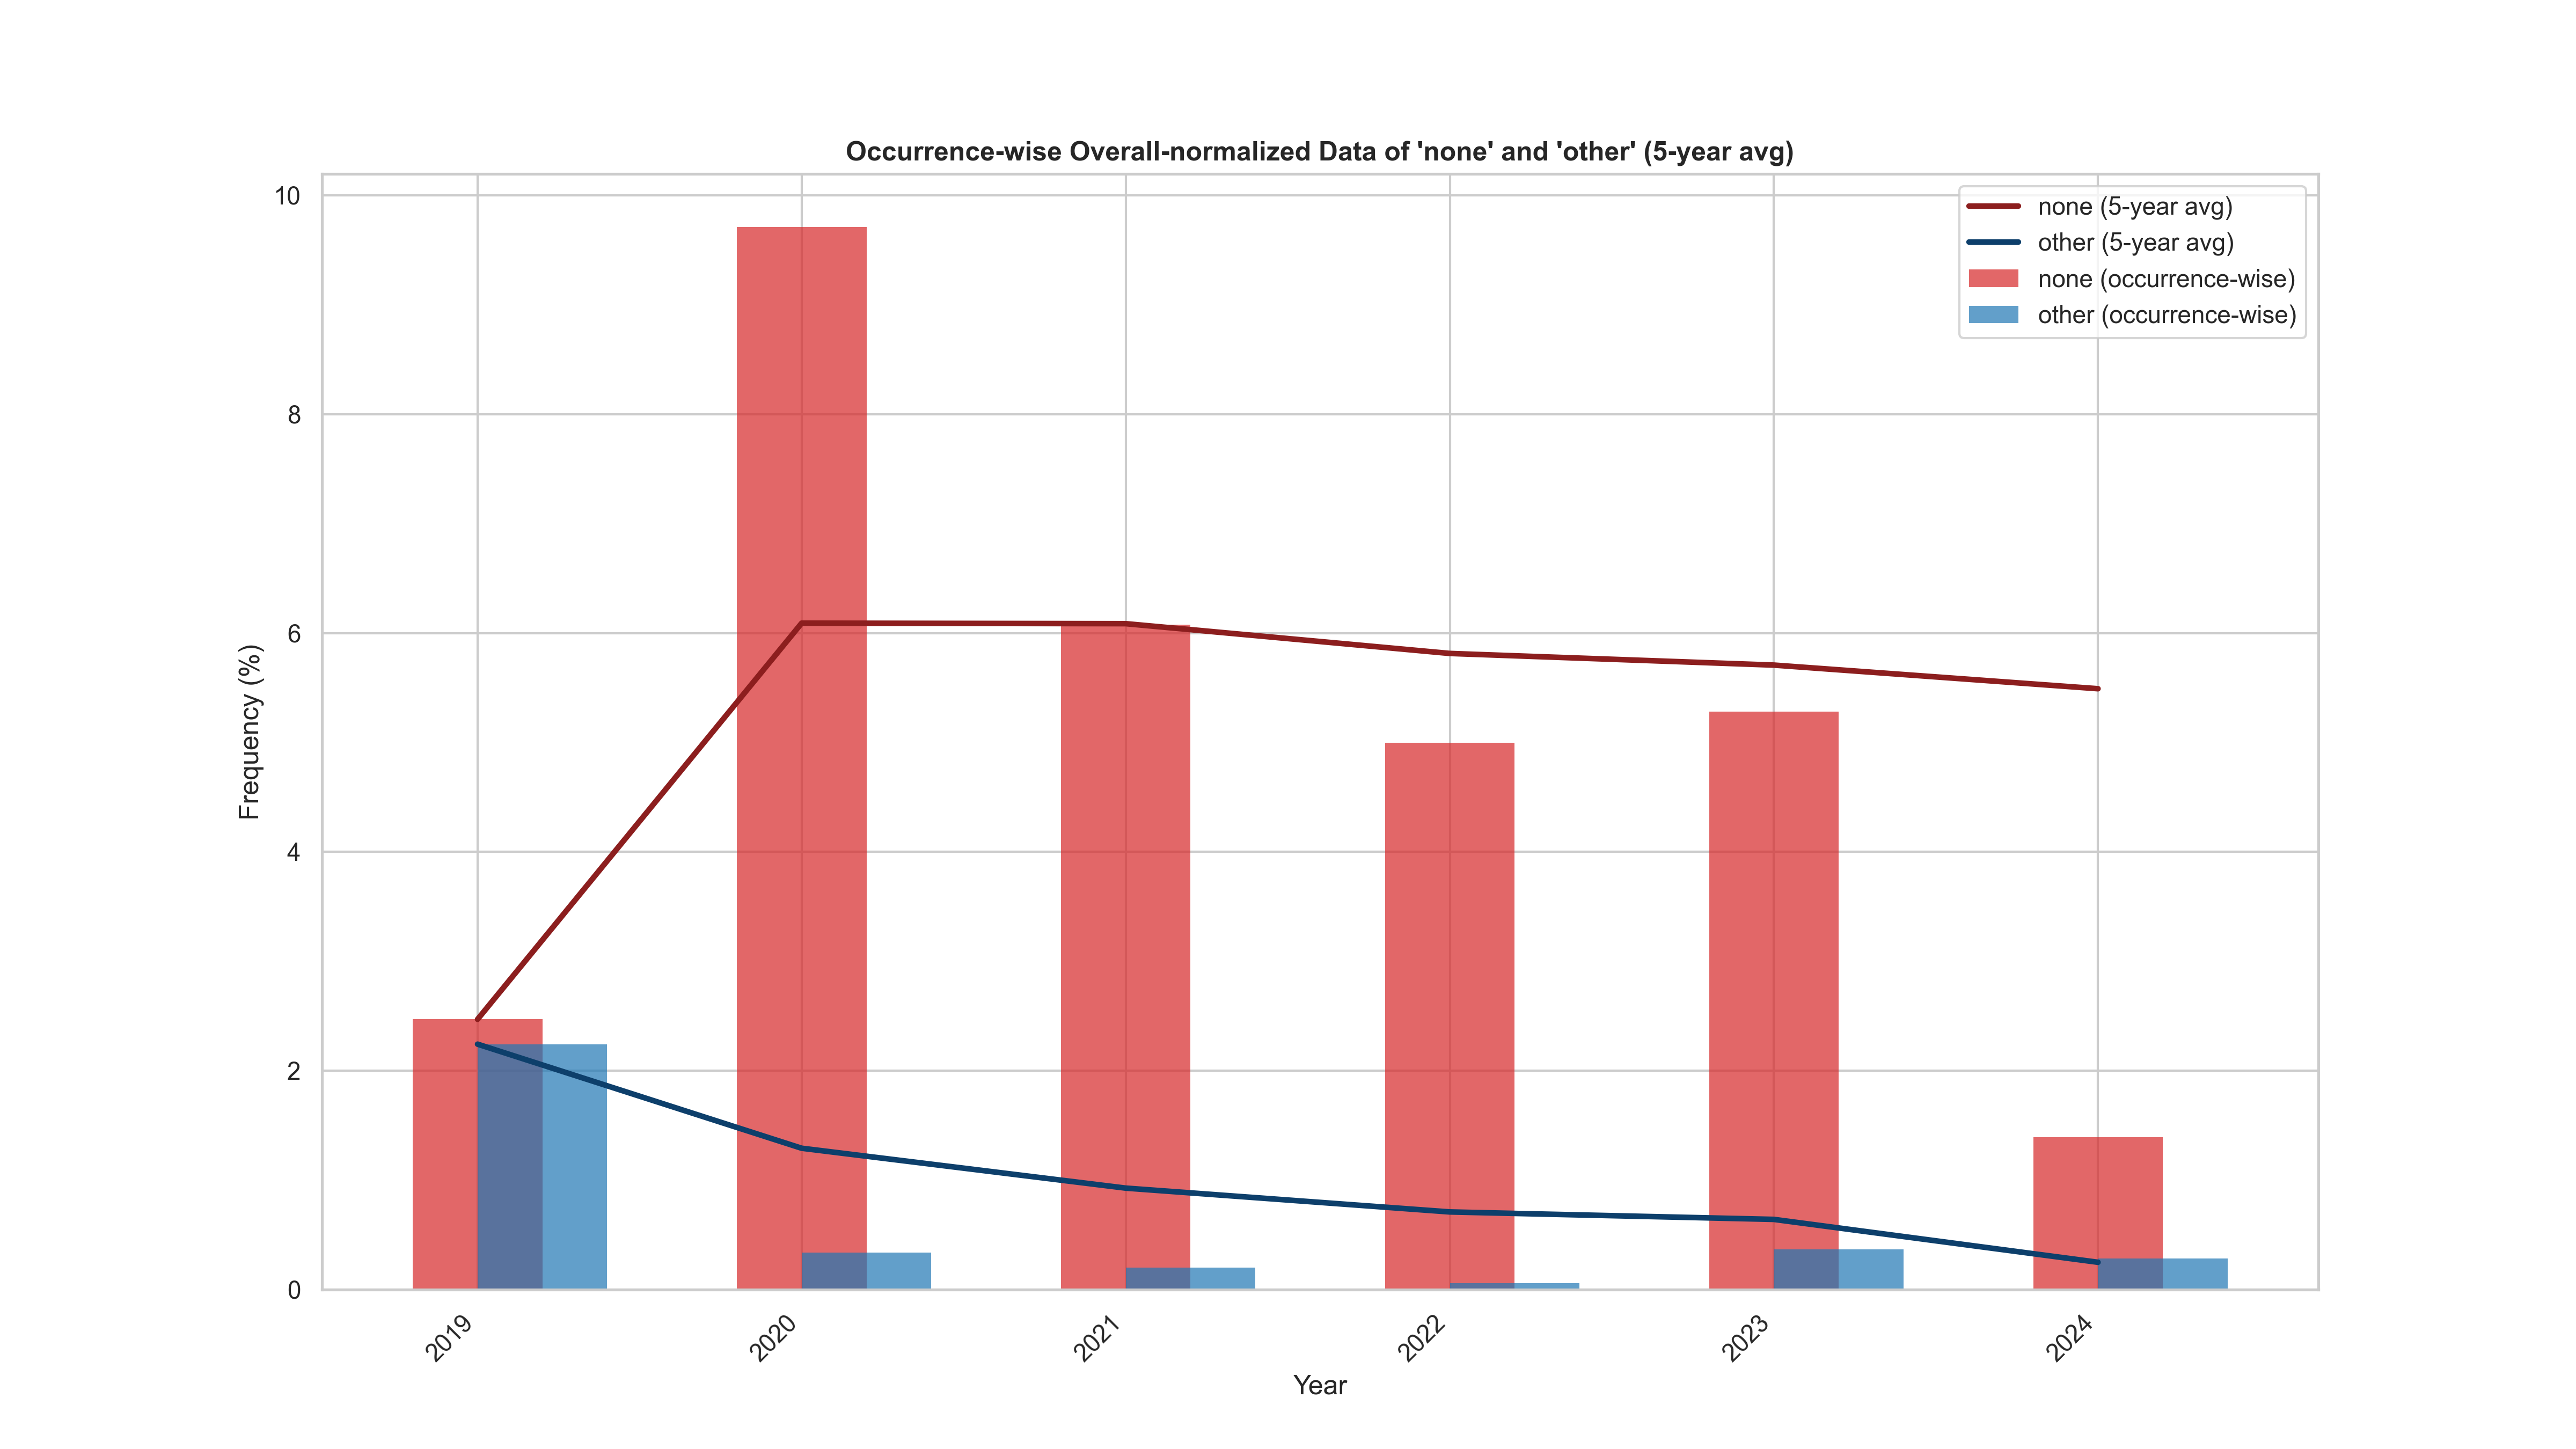 Occurrence-wise Overall-normalized Data of 'none' and 'other' (5-year avg)
none (5-year avg)
other (5-year avg)
none (occurrence-wise)
other (occurrence-wise)
Frequency (%)
10
8
6
4
2
0
2019
2020
2021
2022
2023
2024
Year